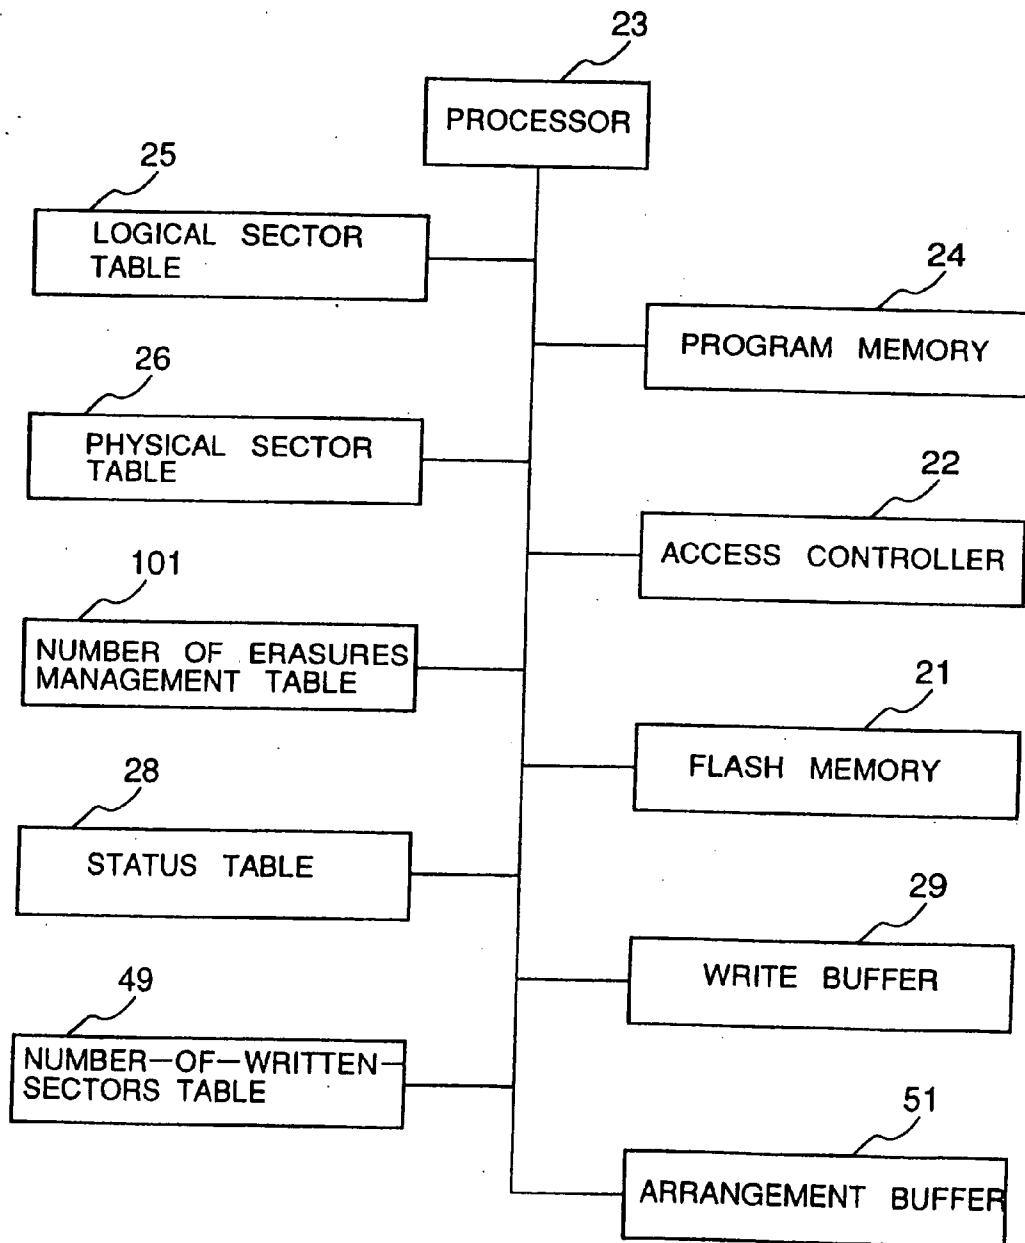 23
PROCESSOR
25
LOGICAL SECTOR
TABLE
24
PROGRAM MEMORY
26
PHYSICAL SECTOR
TABLE
22
ACCESS CONTROLLER
101
NUMBER OF ERASURES
MANAGEMENT TABLE
21
FLASH MEMORY
28
STATUS TABLE
29
WRITE BUFFER
49
NUMBER-OF-WRITTEN-
SECTORS TABLE
51
ARRANGEMENT BUFFER